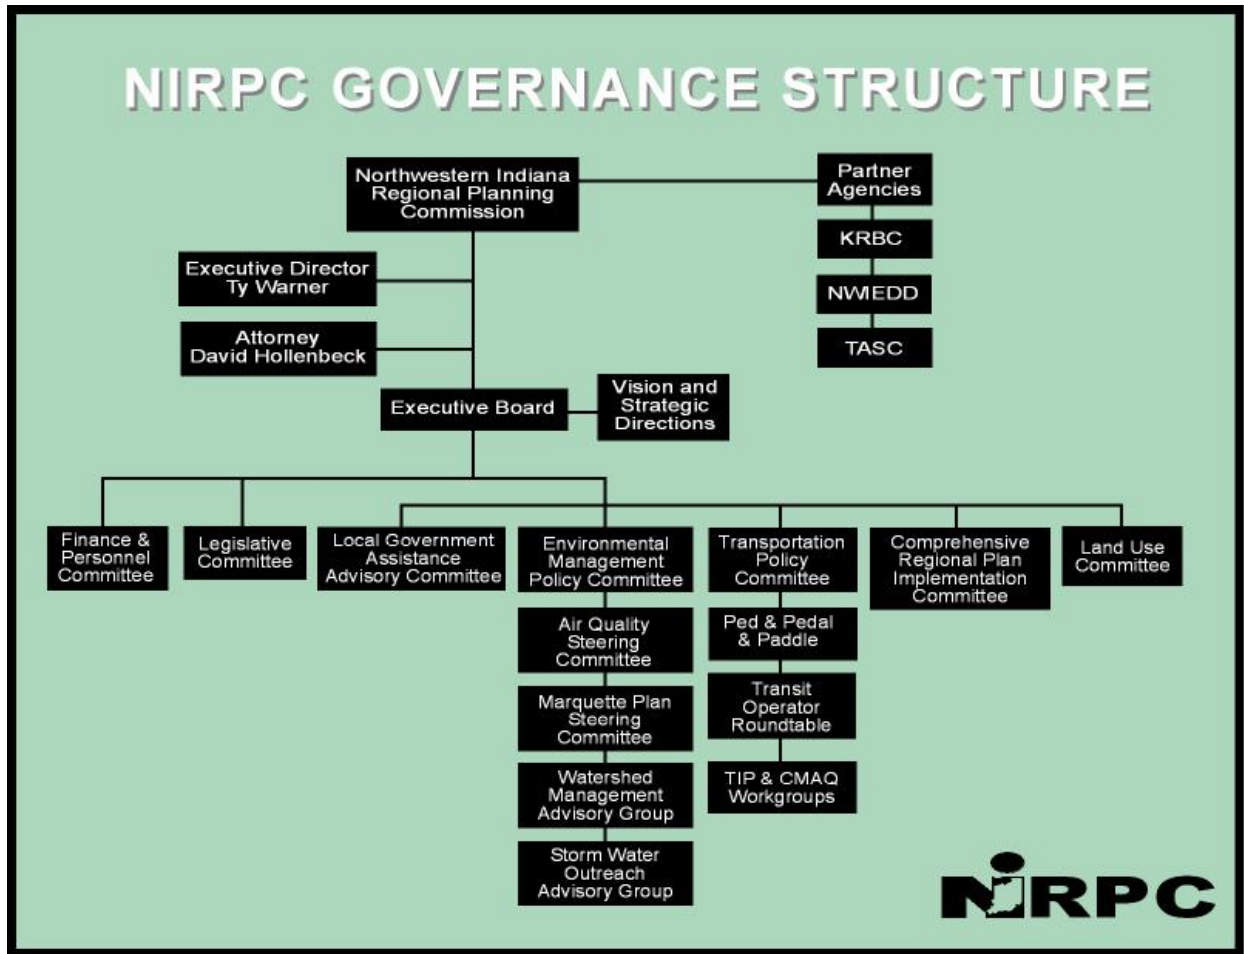 NIRPC GOVERNANCE STRUCTURE
Northwestern Indiana
Regional Planning
Commission
Partner
Agencies
KRBC
NWIEDD
TASC
Executive Director
Ty Warner
Attorney
David Hollenbeck
Executive Board
Vision and
Strategic
Directions
Finance &
Personnel
Committee
Legislative
Committee
Local Government
Assistance
Advisory Committee
Environmental
Management
Policy Committee
Air Quality
Steering
Committee
Marquette Plan
Steering
Committee
Watershed
Management
Advisory Group
Storm Water
Outreach
Advisory Group
Transportation
Policy
Committee
Ped & Pedal
& Paddle
Transit
Operator
Roundtable
TIP & CMAQ
Workgroups
Comprehensive
Regional Plan
Implementation
Committee
Land Use
Committee
NIRPC